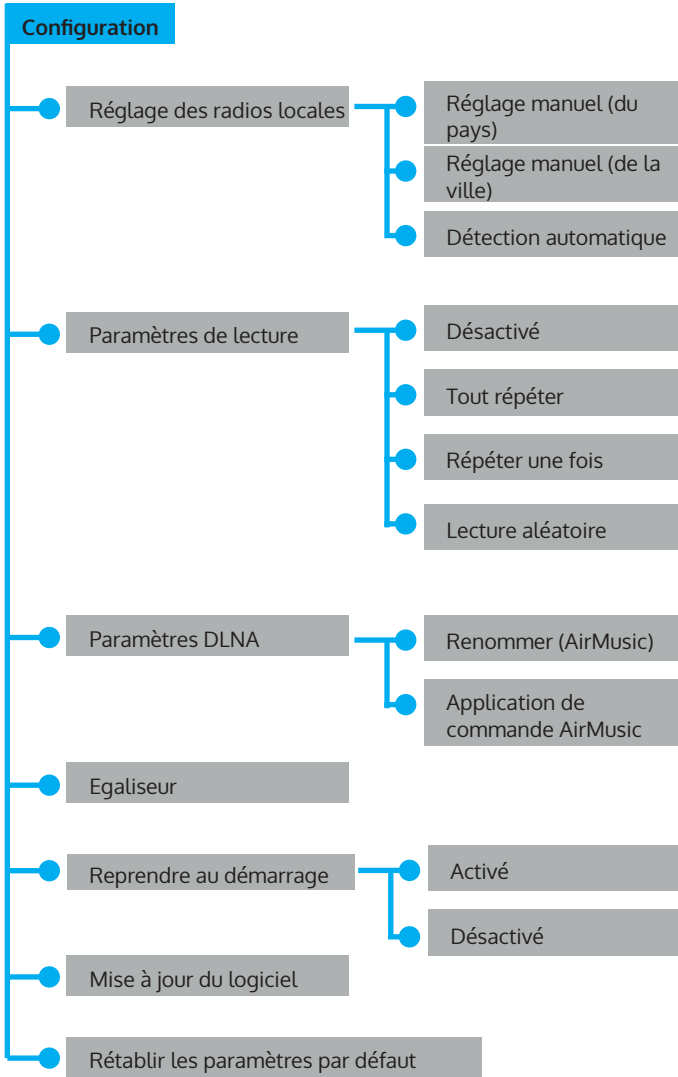 Configuration
Réglage des radios locales
Réglage manuel (du
pays)
Réglage manuel (de la
ville)
Détection automatique
Paramètres de lecture
Désactivé
Tout répéter
Répéter une fois
Lecture aléatoire
Paramètres DLNA
Renommer (AirMusic)
Application de
commande AirMusic
Egaliseur
Reprendre au démarrage
Activé
Désactivé
Mise à jour du logiciel
Rétablir les paramètres par défaut